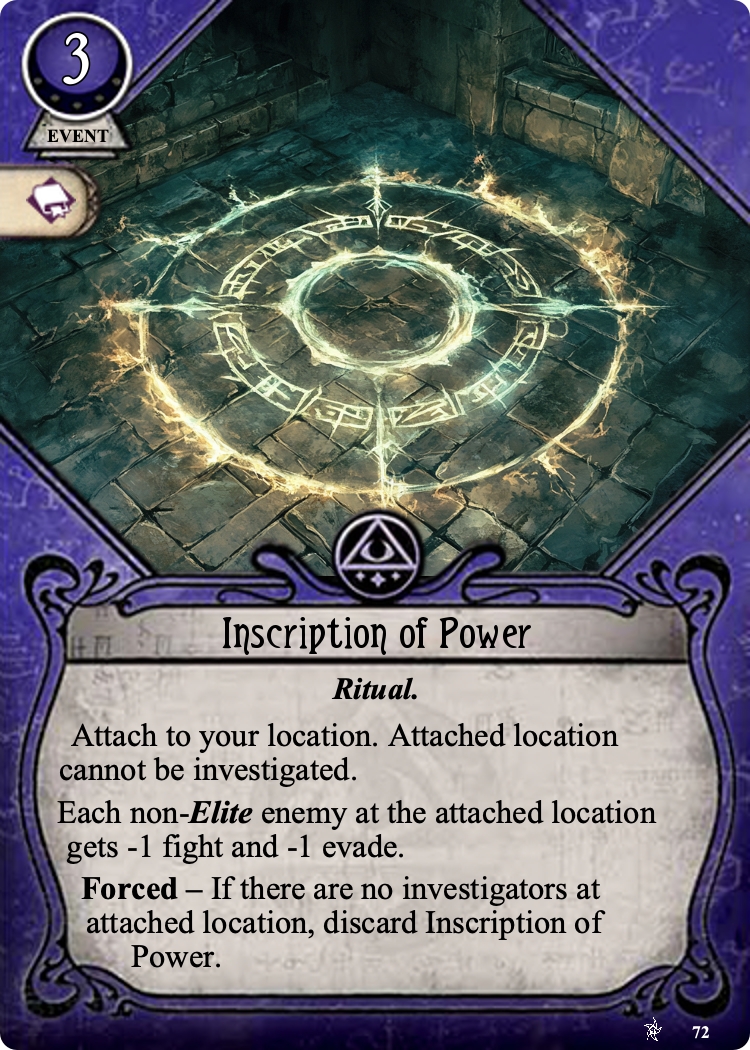 3
EVENT
Inscription of Power
Ritual.
Attach to your location. Attached location
cannot be investigated.
Each non-Elite enemy at the attached location
gets -1 fight and -1 evade.
Forced – If there are no investigators at
attached location, discard Inscription of
Power.
72